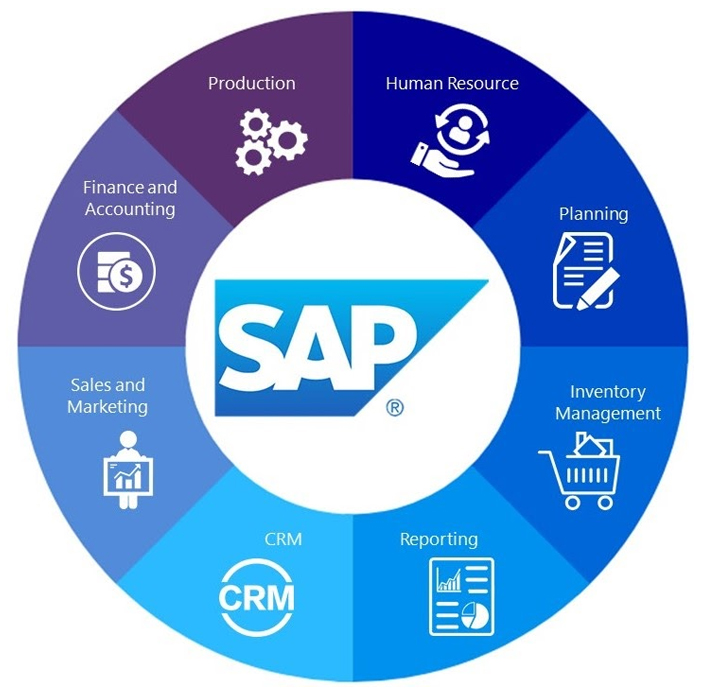 Production
Human Resource
Finance and
Accounting
Planning
$
SAP
®
Sales and
Marketing
Inventory
Management
CRM
CRM
Reporting